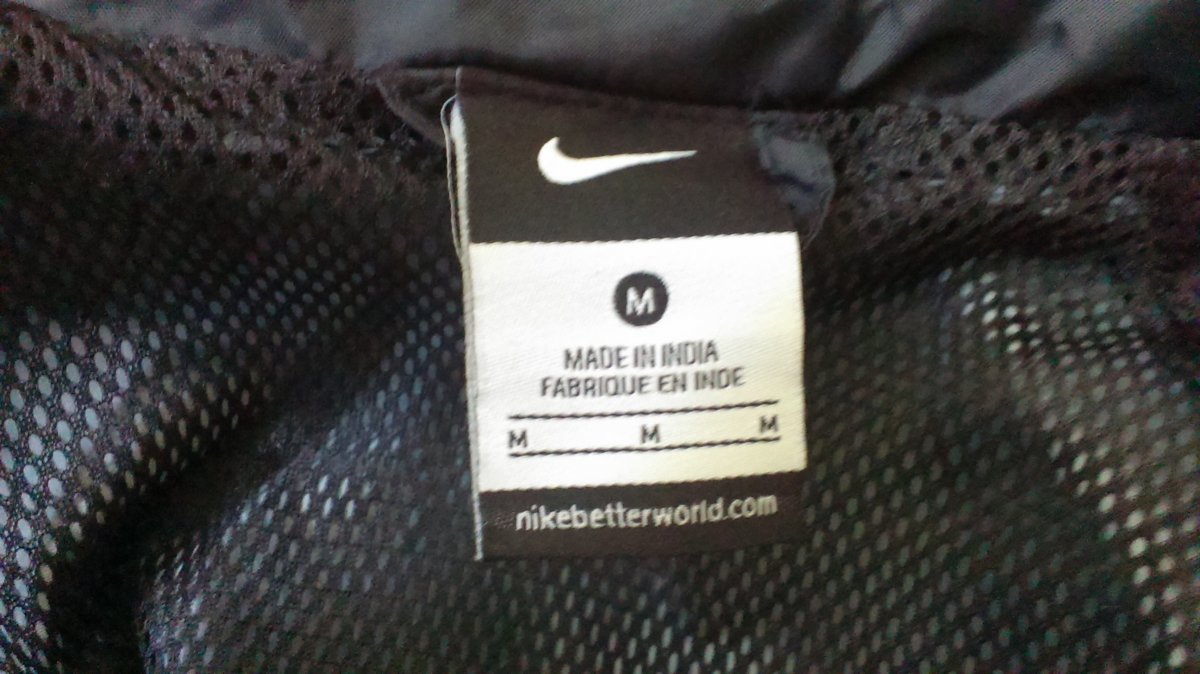 M
MADE IN INDIA
FABRIQUE EN INDE
M M M
nikebetterworld.com